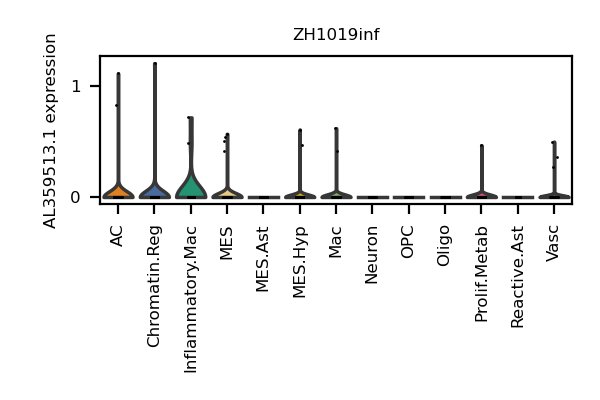 ZH1019inf
AL359513.1 expression
1
0
AC
Chromatin.Reg
Inflammatory.Mac
MES
MES.Ast
MES.Hyp
Mac
Neuron
OPC
Oligo
Prolif.Metab
Reactive.Ast
Vasc